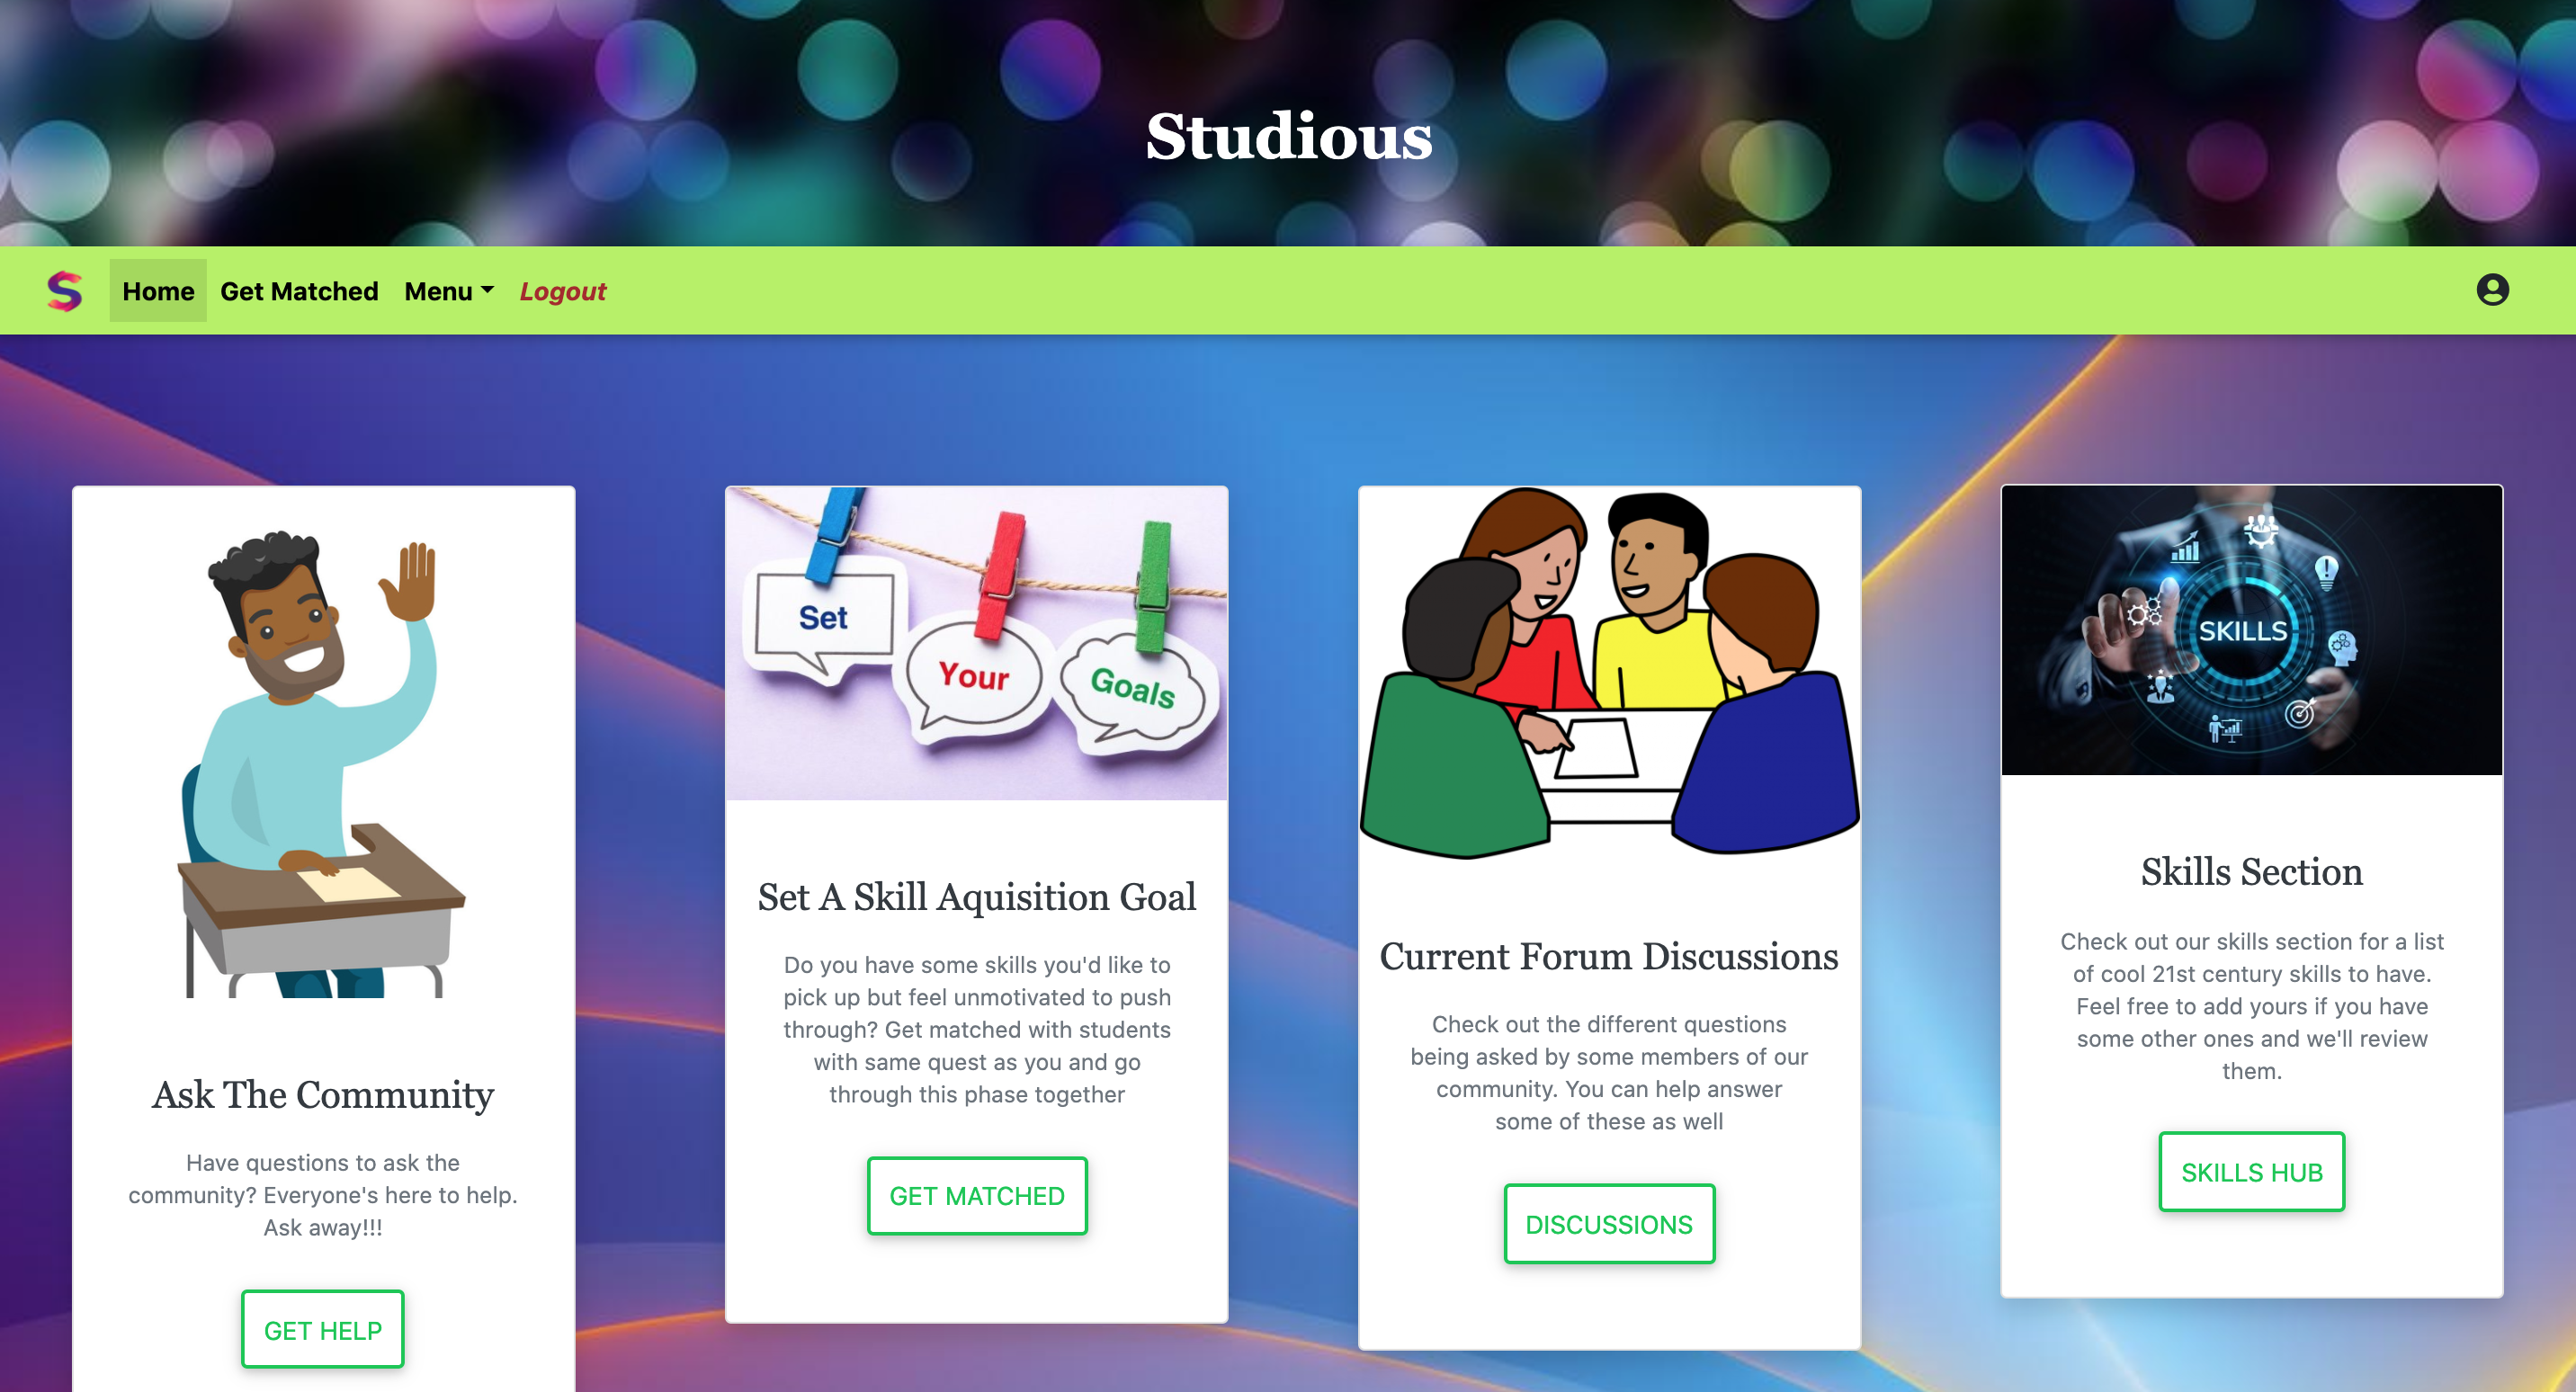 Studious
S
Home
Get Matched
Menu
Logout
Ask The Community
Have questions to ask the
community? Everyone's here to help.
Ask away!!!
GET HELP
Set
Your
Goals
Set A Skill Aquisition Goal
Do you have some skills you'd like to
pick up but feel unmotivated to push
through? Get matched with students
with same quest as you and go
through this phase together
GET MATCHED
Current Forum Discussions
Check out the different questions
being asked by some members of our
community. You can help answer
some of these as well
DISCUSSIONS
SKILLS
Skills Section
Check out our skills section for a list
of cool 21st century skills to have.
Feel free to add yours if you have
some other ones and we'll review
them.
SKILLS HUB